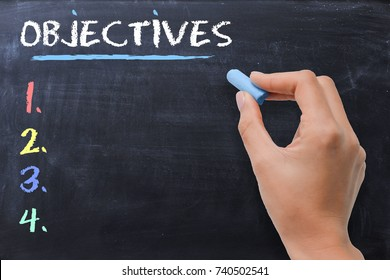 OBJECTIVES
1.
2.
3.
4.
shutterstock.com · 740502541